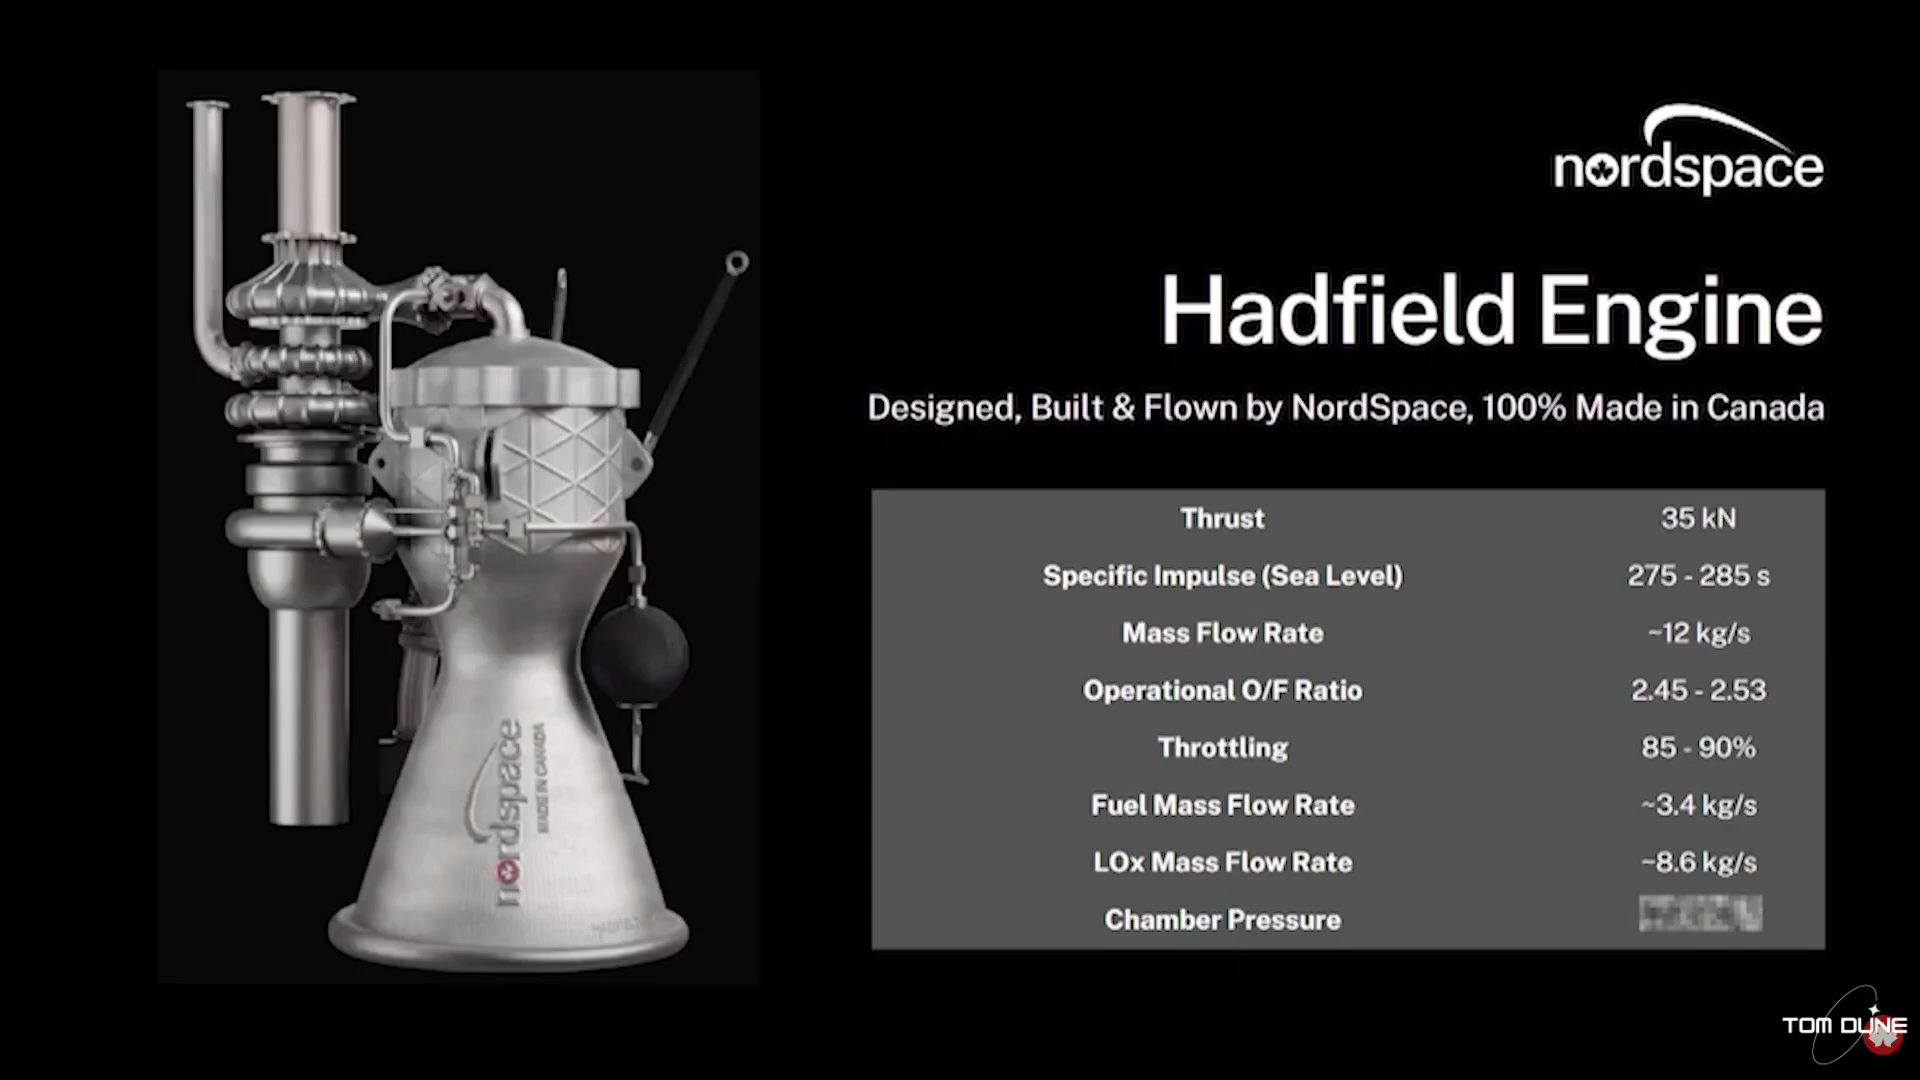 nordspace
Hadfield Engine
Designed, Built & Flown by NordSpace, 100% Made in Canada
Thrust 35 kN
Specific Impulse (Sea Level) 275 - 285 s
Mass Flow Rate ~12 kg/s
Operational O/F Ratio 2.45 - 2.53
Throttling 85 - 90%
Fuel Mass Flow Rate ~3.4 kg/s
LOx Mass Flow Rate ~8.6 kg/s
Chamber Pressure
nordspace
MADE IN CANADA
TOM DUNE